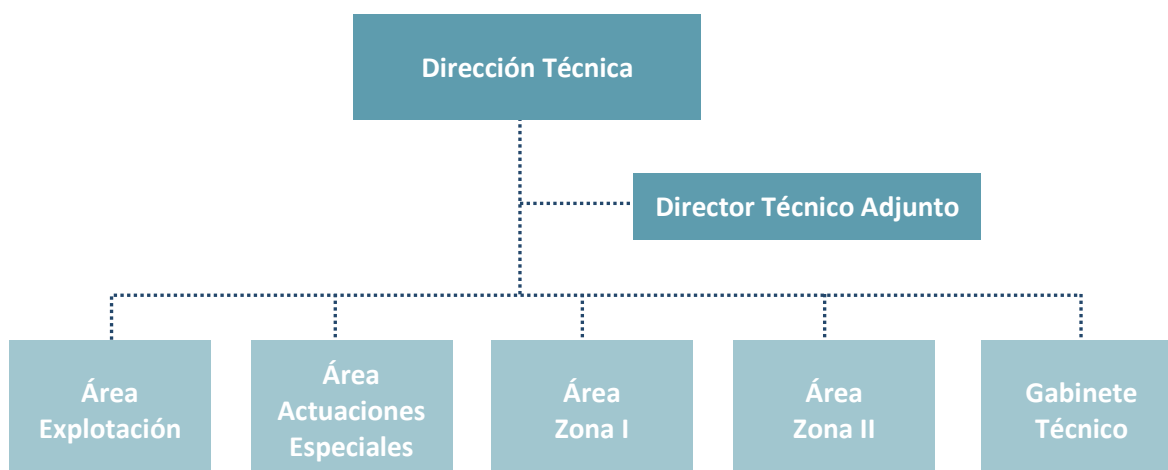 Dirección Técnica
Director Técnico Adjunto
Área
Explotación
Área
Actuaciones
Especiales
Área
Zona I
Área
Zona II
Gabinete
Técnico